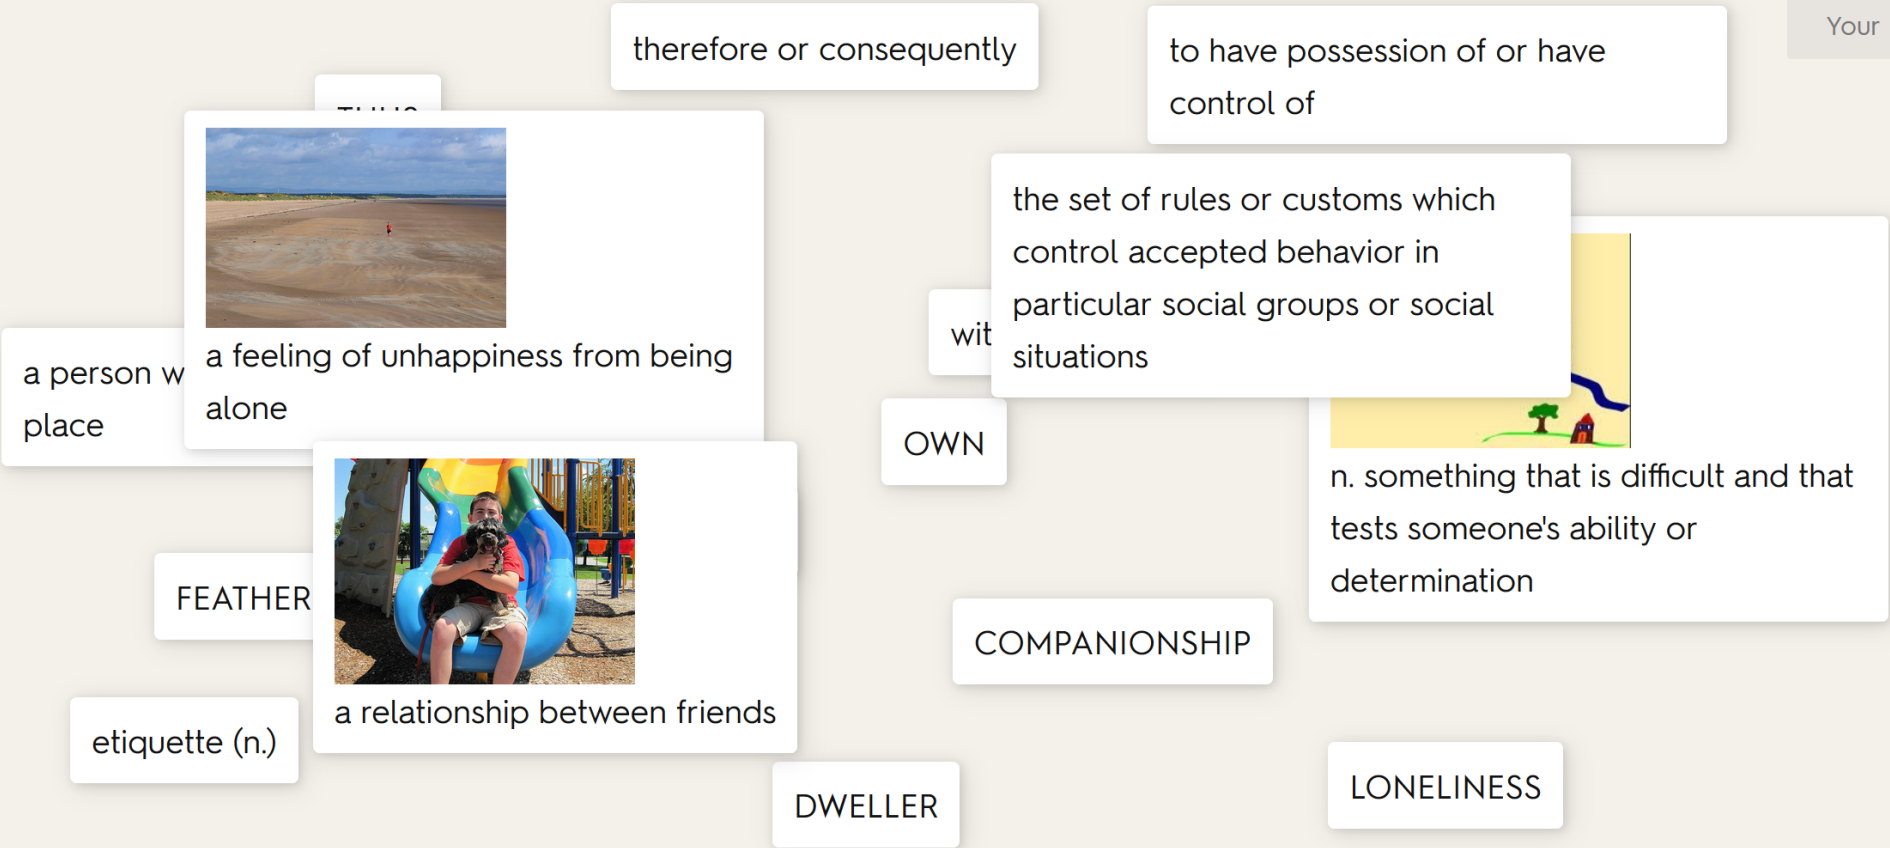 therefore or consequently
to have possession of or have
control of
Your
a feeling of unhappiness from being
alone
the set of rules or customs which
control accepted behavior in
particular social groups or social
situations
a person
place
OWN
n. something that is difficult and that
tests someone's ability or
determination
FEATHER
a relationship between friends
COMPANIONSHIP
etiquette (n.)
DWELLER
LONELINESS